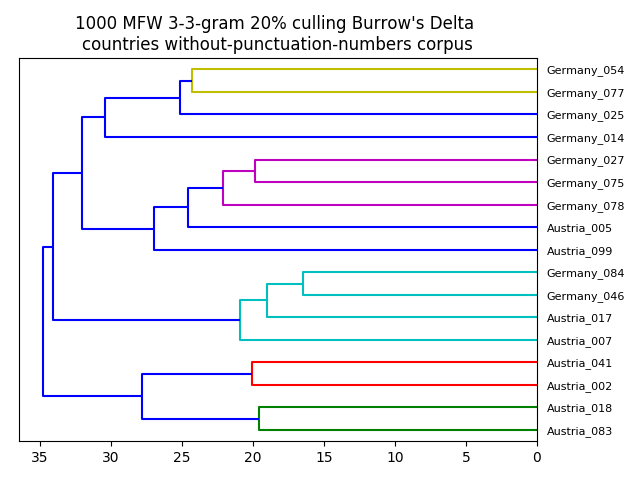 1000 MFW 3-3-gram 20% culling Burrow's Delta
countries without-punctuation-numbers corpus
Germany_054
Germany_077
Germany_025
Germany_014
Germany_027
Germany_075
Germany_078
Austria_005
Austria_099
Germany_084
Germany_046
Austria_017
Austria_007
Austria_041
Austria_002
Austria_018
Austria_083
35 30 25 20 15 10 5 0